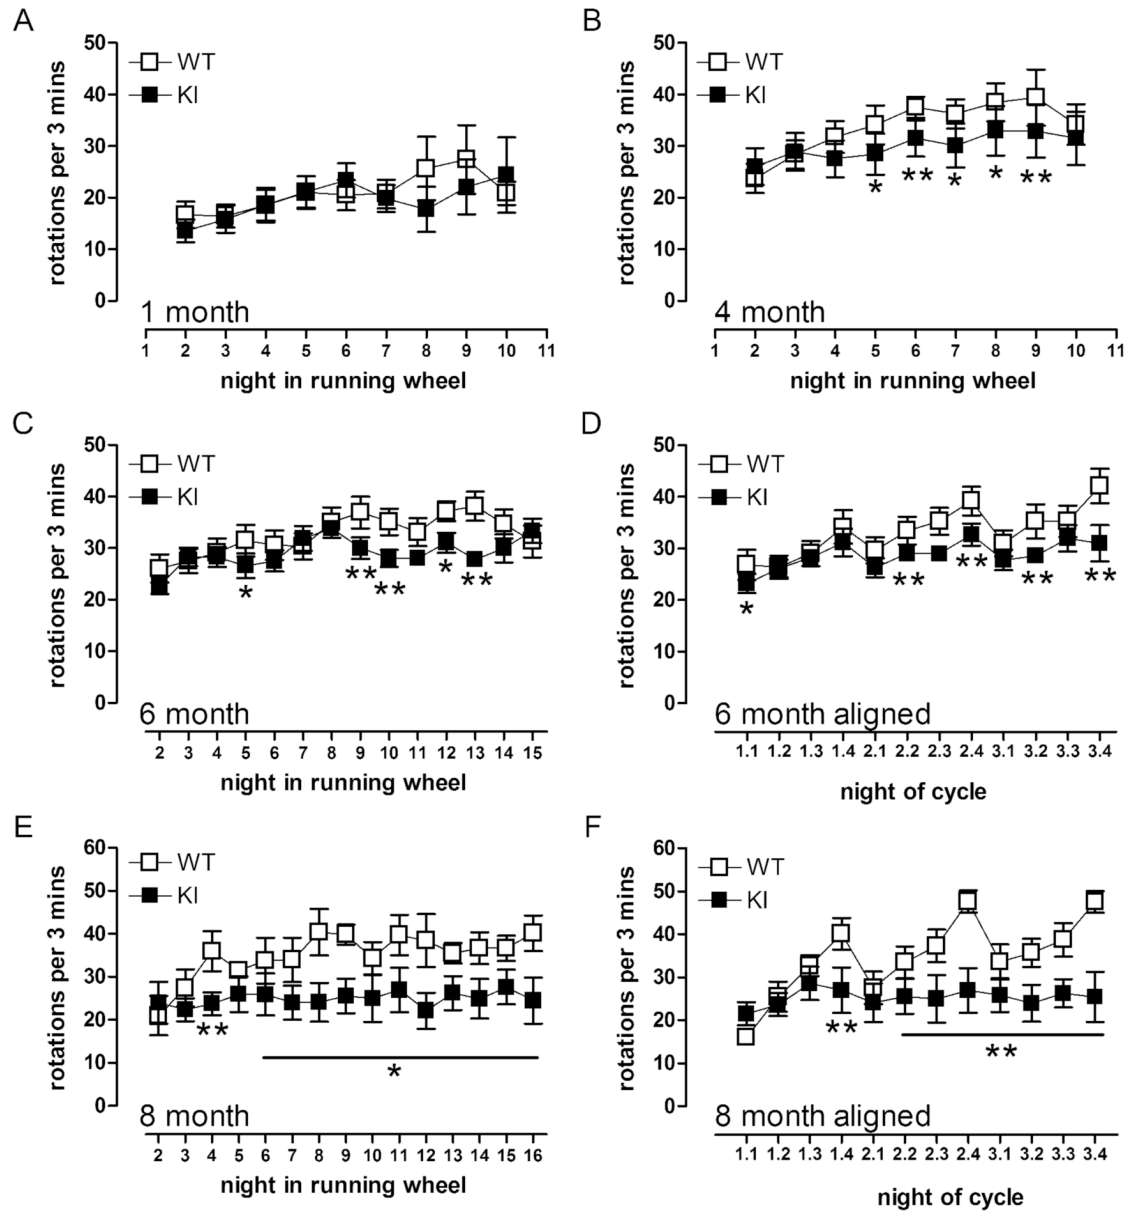 A
rotations per 3 mins
50
40
30
20
10
0
WT
KI
1 month
1 2 3 4 5 6 7 8 9 10 11
night in running wheel
B
rotations per 3 mins
50
40
30
20
10
0
WT
KI
* ** * * **
4 month
1 2 3 4 5 6 7 8 9 10 11
night in running wheel
C
rotations per 3 mins
50
40
30
20
10
0
WT
KI
* ** ** * **
6 month
2 3 4 5 6 7 8 9 10 11 12 13 14 15
night in running wheel
D
rotations per 3 mins
50
40
30
20
10
0
WT
KI
* ** ** ** **
6 month aligned
1.1 1.2 1.3 1.4 2.1 2.2 2.3 2.4 3.1 3.2 3.3 3.4
night of cycle
E
rotations per 3 mins
60
50
40
30
20
10
0
WT
KI
**
*
8 month
2 3 4 5 6 7 8 9 10 11 12 13 14 15 16
night in running wheel
F
rotations per 3 mins
60
50
40
30
20
10
0
WT
KI
**
**
8 month aligned
1.1 1.2 1.3 1.4 2.1 2.2 2.3 2.4 3.1 3.2 3.3 3.4
night of cycle